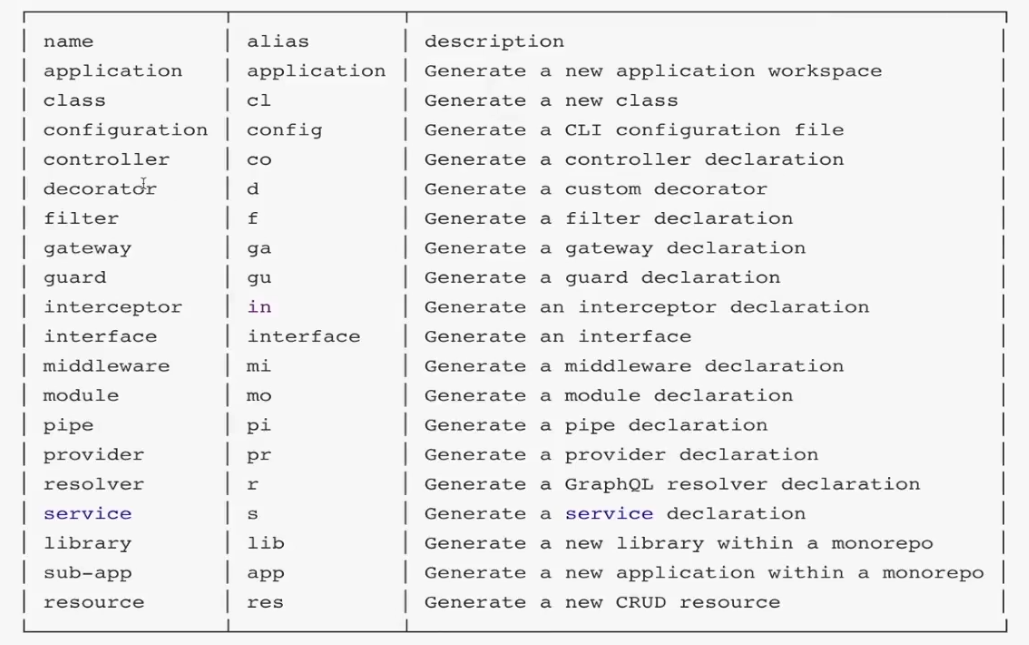 name alias description
application application Generate a new application workspace
class cl Generate a new class
configuration config Generate a CLI configuration file
controller co Generate a controller declaration
decorator d Generate a custom decorator
filter f Generate a filter declaration
gateway ga Generate a gateway declaration
guard gu Generate a guard declaration
interceptor in Generate an interceptor declaration
interface interface Generate an interface
middleware mi Generate a middleware declaration
module mo Generate a module declaration
pipe pi Generate a pipe declaration
provider pr Generate a provider declaration
resolver r Generate a GraphQL resolver declaration
service s Generate a service declaration
library lib Generate a new library within a monorepo
sub-app app Generate a new application within a monorepo
resource res Generate a new CRUD resource